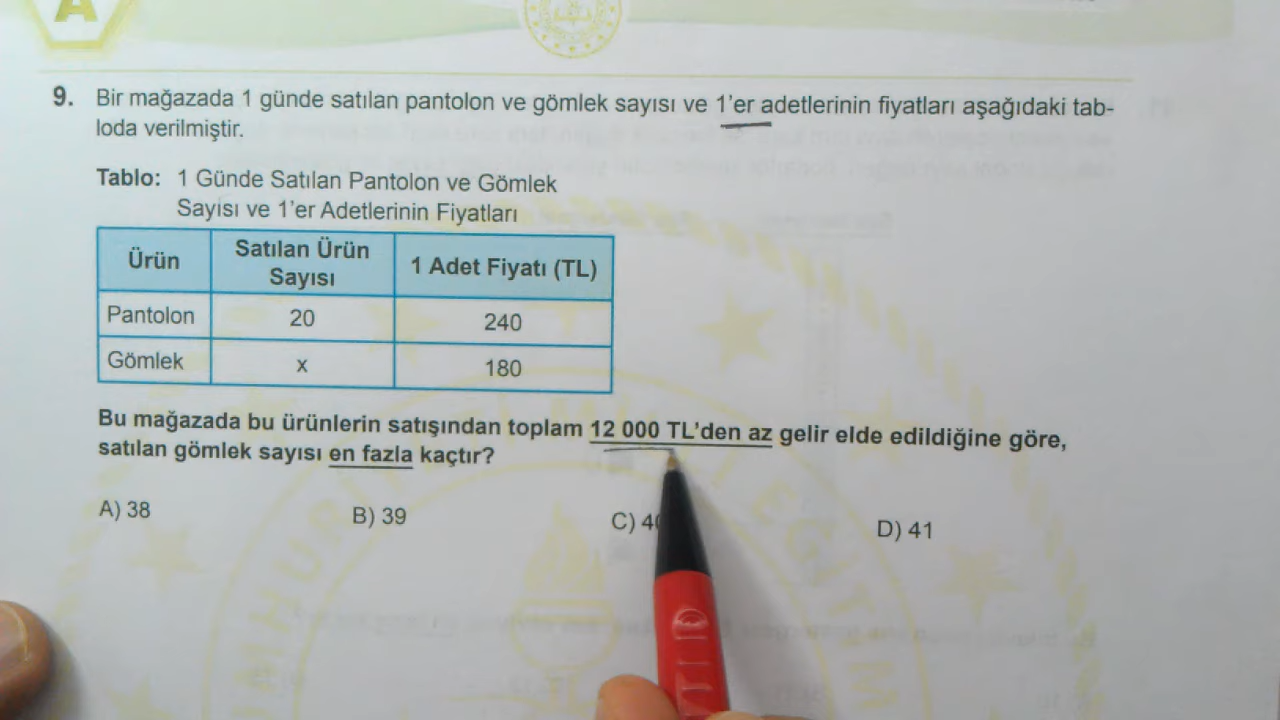 A
9. Bir mağazada 1 günde satılan pantolon ve gömlek sayısı ve 1'er adetlerinin fiyatları aşağıdaki tab-
loda verilmiştir.
Tablo: 1 Günde Satılan Pantolon ve Gömlek
Sayısı ve 1'er Adetlerinin Fiyatları
Ürün Satılan Ürün Sayısı 1 Adet Fiyatı (TL)
Pantolon 20 240
Gömlek x 180
Bu mağazada bu ürünlerin satışından toplam 12 000 TL'den az gelir elde edildiğine göre,
satılan gömlek sayısı en fazla kaçtır?
A) 38 B) 39 C) D) 41